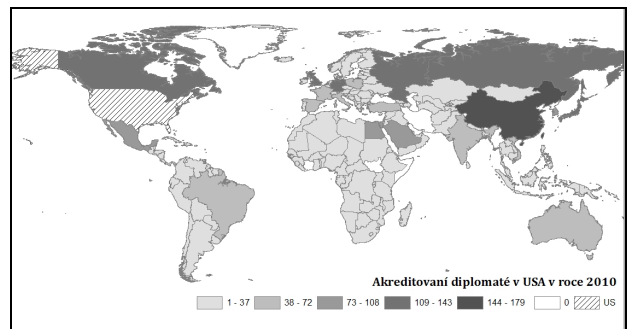 Akreditovaní diplomaté v USA v roce 2010
1 - 37 38 - 72 73 - 108 109 - 143 144 - 179 0 US